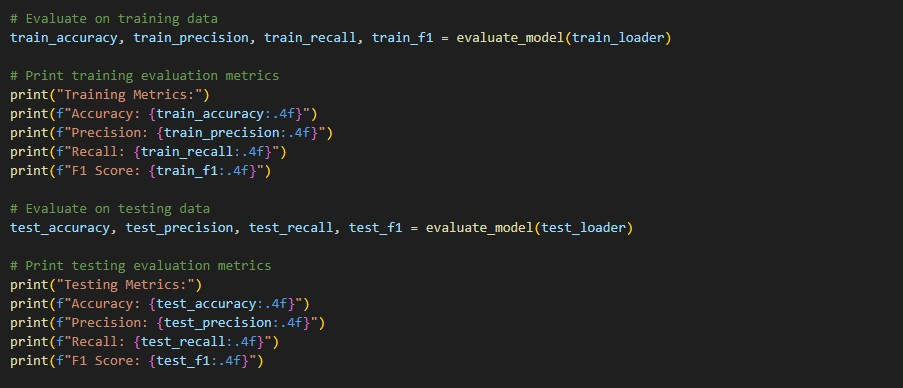 # Evaluate on training data
train_accuracy, train_precision, train_recall, train_f1 = evaluate_model(train_loader)
# Print training evaluation metrics
print("Training Metrics:")
print(f"Accuracy: {train_accuracy:.4f}")
print(f"Precision: {train_precision:.4f}")
print(f"Recall: {train_recall:.4f}")
print(f"F1 Score: {train_f1:.4f}")
# Evaluate on testing data
test_accuracy, test_precision, test_recall, test_f1 = evaluate_model(test_loader)
# Print testing evaluation metrics
print("Testing Metrics:")
print(f"Accuracy: {test_accuracy:.4f}")
print(f"Precision: {test_precision:.4f}")
print(f"Recall: {test_recall:.4f}")
print(f"F1 Score: {test_f1:.4f}")